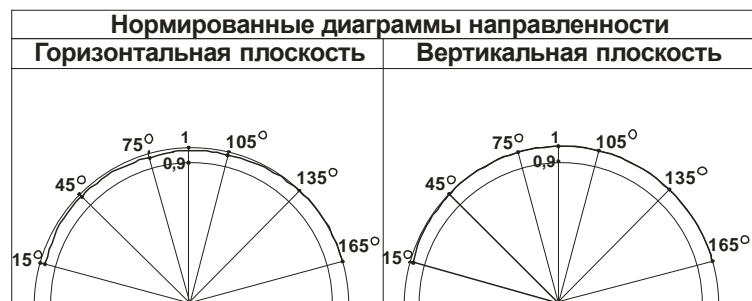 Нормированные диаграммы направленности
Горизонтальная плоскость
Вертикальная плоскость
75° 1 105°
0,9
45° 135°
15° 165°
75° 1 105°
0,9
45° 135°
15° 165°